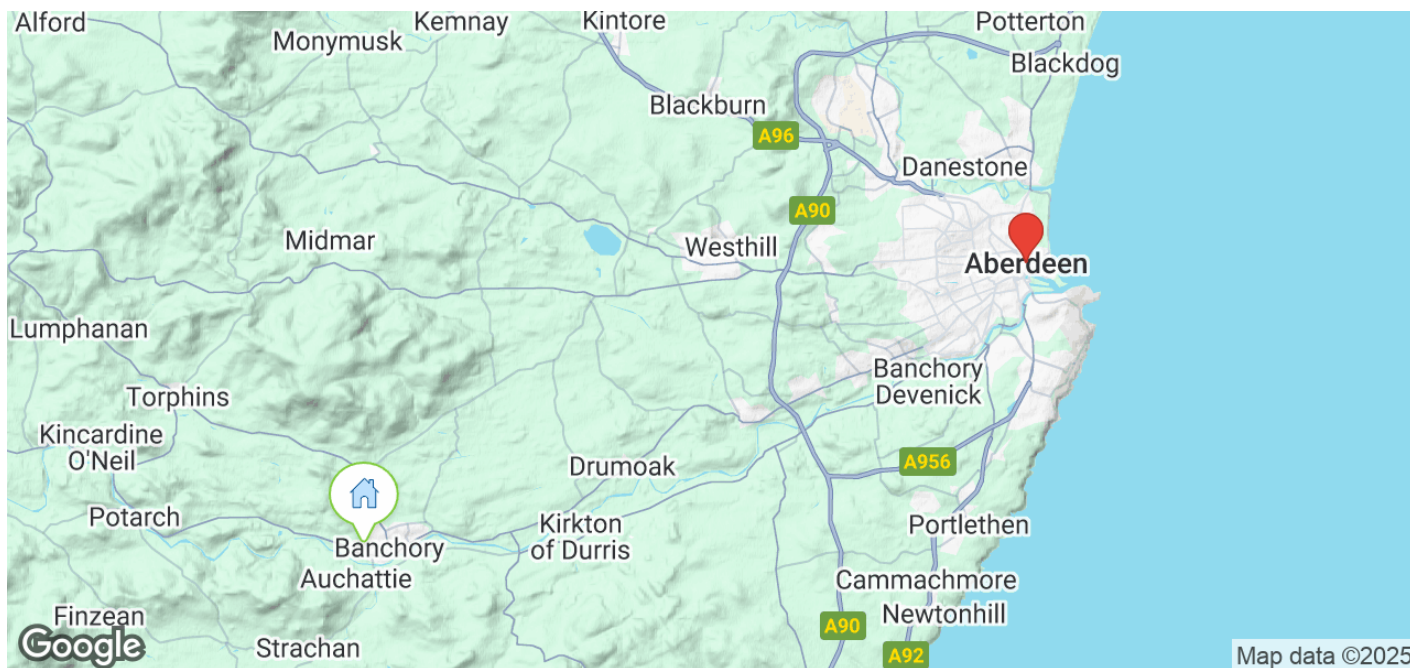 Alford
Kemnay
Kintore
Potterton
Monymusk
Blackdog
Blackburn
A96
Danestone
A90
Midmar
Westhill
Aberdeen
Lumphanan
Banchory
Devenick
Torphins
Kincardine
O'Neil
Drumoak
A956
Potarch
Kirkton
of Durris
Portlethen
Banchory
Auchattie
Cammachmore
Newtonhill
Finzean
A90
Strachan
A92
Google
Map data ©2025